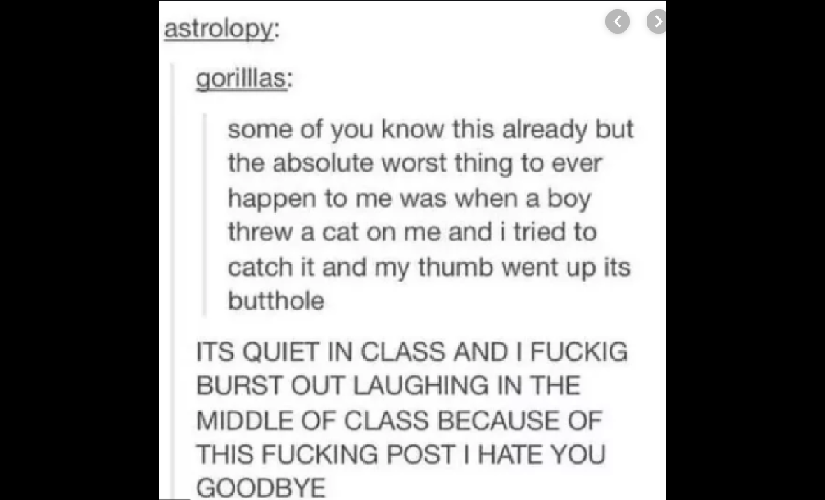 astrolopy:
gorilllas:
some of you know this already but
the absolute worst thing to ever
happen to me was when a boy
threw a cat on me and i tried to
catch it and my thumb went up its
butthole
ITS QUIET IN CLASS AND I FUCKIG
BURST OUT LAUGHING IN THE
MIDDLE OF CLASS BECAUSE OF
THIS FUCKING POST I HATE YOU
GOODBYE